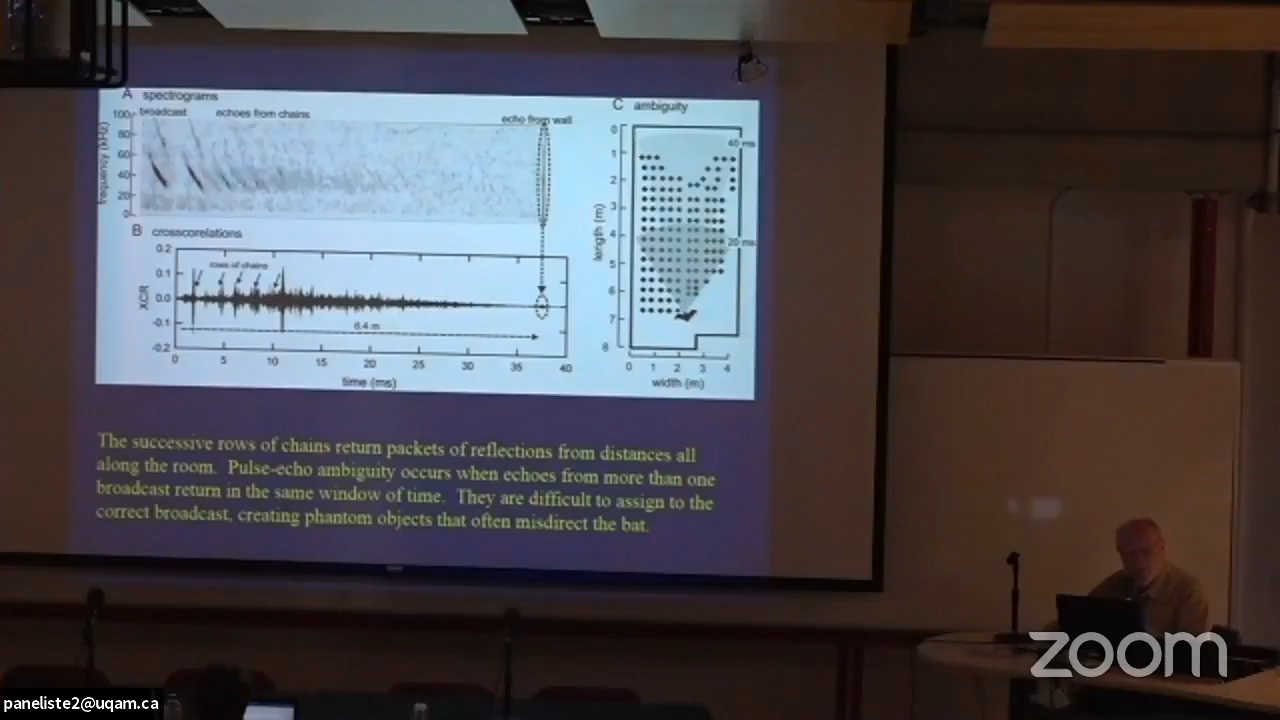 A spectrograms
broadcast echoes from chains echo from wall
100
80
60
40
20
0
frequency (kHz)
B crosscorelations
0.2
0.1
0.0
-0.1
-0.2
XCR
rows of chains
6.4 m
0 5 10 15 20 25 30 35 40
time (ms)
C ambiguity
0
1
2
3
4
5
6
7
8
length (m)
40 ms
20 ms
0 1 2 3 4
width (m)
The successive rows of chains return packets of reflections from distances all
along the room. Pulse-echo ambiguity occurs when echoes from more than one
broadcast return in the same window of time. They are difficult to assign to the
correct broadcast, creating phantom objects that often misdirect the bat.
zoom
paneliste2@uqam.ca